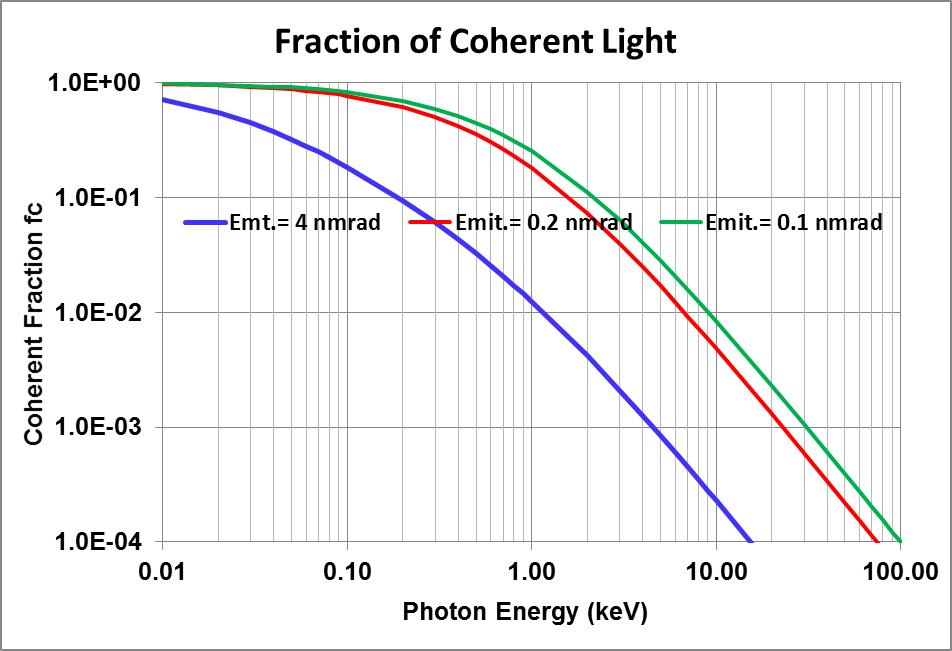 Fraction of Coherent Light
1.0E+00
1.0E-01
1.0E-02
1.0E-03
1.0E-04
Coherent Fraction fc
Emt.= 4 nmrad Emit.= 0.2 nmrad Emit.= 0.1 nmrad
0.01 0.10 1.00 10.00 100.00
Photon Energy (keV)